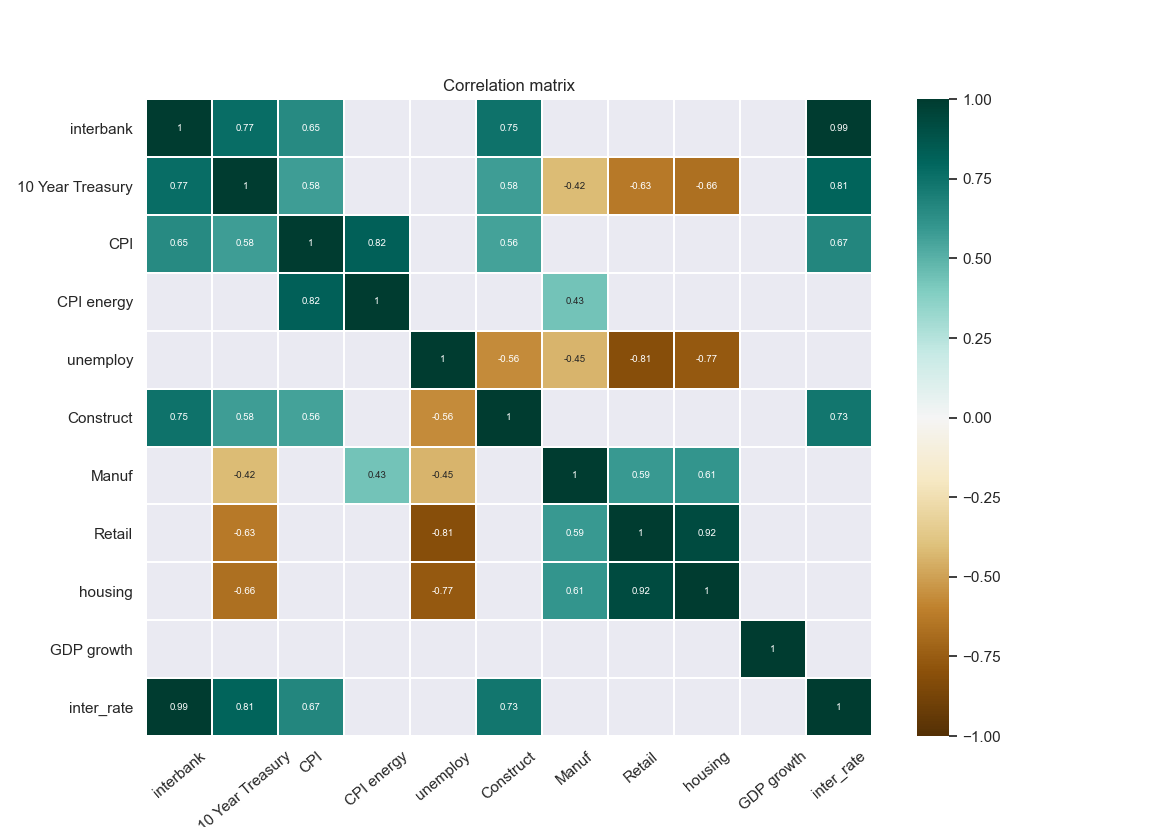 Correlation matrix
interbank 1 0.77 0.65 0.75 0.99
10 Year Treasury 0.77 1 0.58 0.58 -0.42 -0.63 -0.66 0.81
CPI 0.65 0.58 1 0.82 0.56 0.67
CPI energy 0.82 1 0.43
unemploy 1 -0.56 -0.45 -0.81 -0.77
Construct 0.75 0.58 0.56 -0.56 1 0.73
Manuf -0.42 0.43 -0.45 1 0.59 0.61
Retail -0.63 -0.81 0.59 1 0.92
housing -0.66 -0.77 0.61 0.92 1
GDP growth 1
inter_rate 0.99 0.81 0.67 0.73 1
interbank 10 Year Treasury CPI CPI energy unemploy Construct Manuf Retail housing GDP growth inter_rate
1.00
0.75
0.50
0.25
0.00
−0.25
−0.50
−0.75
−1.00